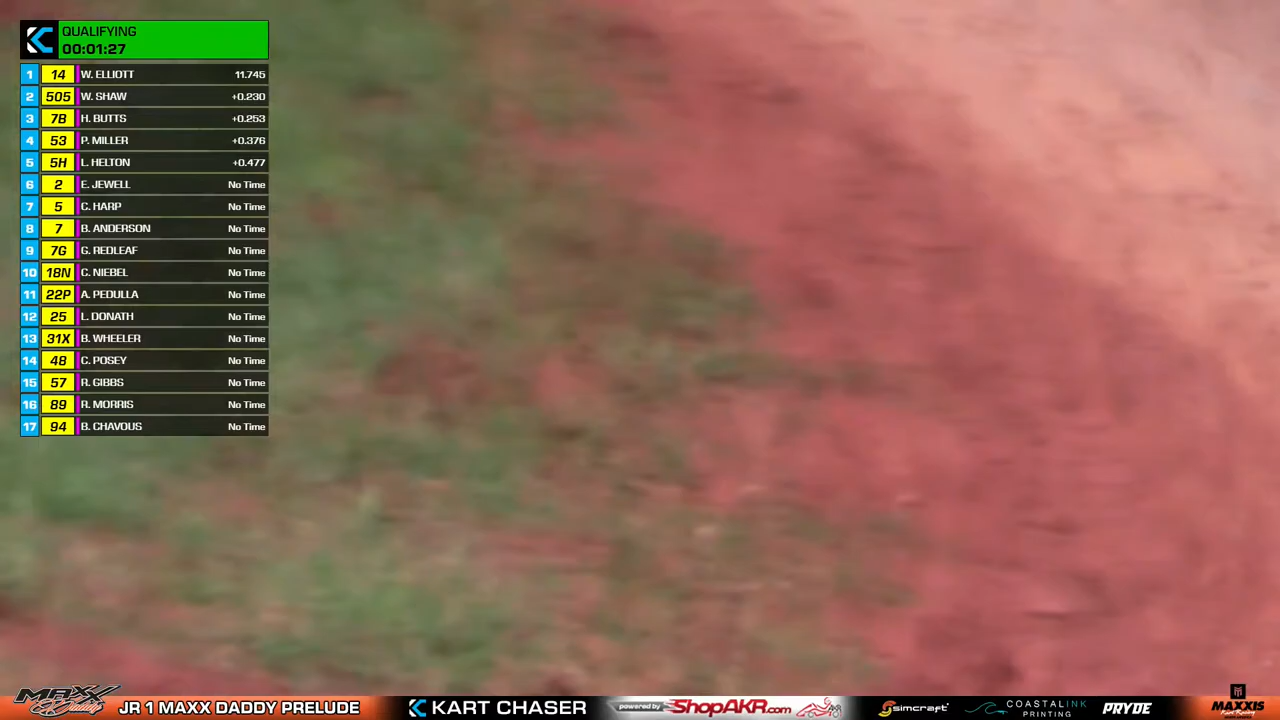 QUALIFYING
00:01:27
1 14 W. ELLIOTT 11.745
2 505 W. SHAW +0.230
3 7B H. BUTTS +0.253
4 53 P. MILLER +0.376
5 5H L. HELTON +0.477
6 2 E. JEWELL No Time
7 5 C. HARP No Time
8 7 B. ANDERSON No Time
9 7G G. REDLEAF No Time
10 18N C. NIEBEL No Time
11 22P A. PEDULLA No Time
12 25 L. DONATH No Time
13 31X B. WHEELER No Time
14 48 C. POSEY No Time
15 57 R. GIBBS No Time
16 89 R. MORRIS No Time
17 94 B. CHAVOUS No Time
MAXX Daddy JR 1 MAXX DADDY PRELUDE KART CHASER powered by ShopAKR.com simcraft COASTALINK PRINTING PRYDE MAXXIS